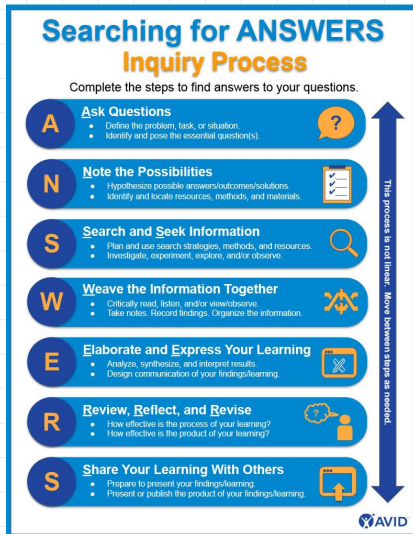 Searching for ANSWERS
Inquiry Process
Complete the steps to find answers to your questions.
A
Ask Questions
• Define the problem, task, or situation.
• Identify and pose the essential question(s).
?
N
Note the Possibilities
• Hypothesize possible answers/outcomes/solutions.
• Identify and locate resources, methods, and materials.
S
Search and Seek Information
• Plan and use search strategies, methods, and resources.
• Investigate, experiment, explore, and/or observe.
W
Weave the Information Together
• Critically read, listen, and/or view/observe.
• Take notes. Record findings. Organize the information.
E
Elaborate and Express Your Learning
• Analyze, synthesize, and interpret results.
• Design communication of your findings/learning.
R
Review, Reflect, and Revise
• How effective is the process of your learning?
• How effective is the product of your learning?
?
S
Share Your Learning With Others
• Prepare to present your findings/learning.
• Present or publish the product of your findings/learning.
This process is not linear. Move between steps as needed.
AVID